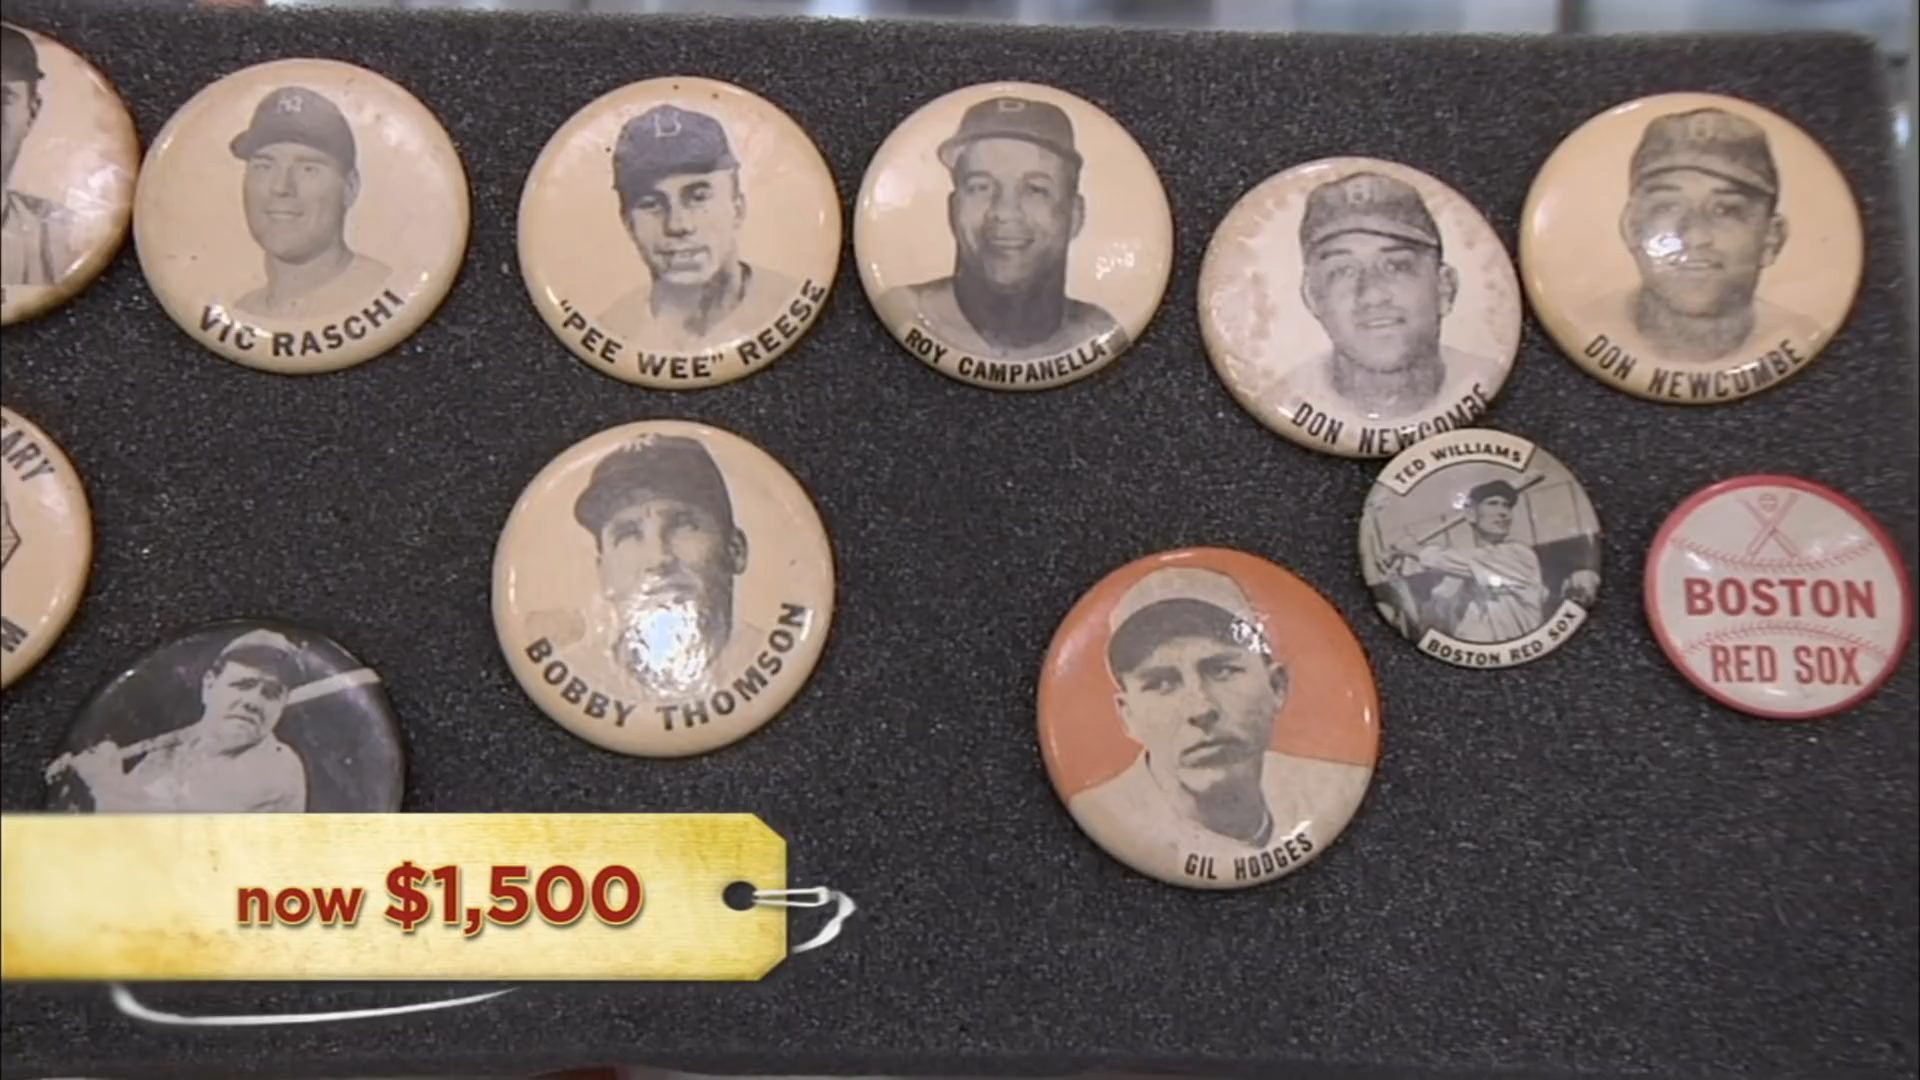 VIC RASCHI
"PEE WEE" REESE
ROY CAMPANELLA
DON NEWCOMBE
DON NEWCOMBE
TED WILLIAMS
BOSTON RED SOX
BOSTON
RED SOX
BOBBY THOMSON
GIL HODGES
now $1,500